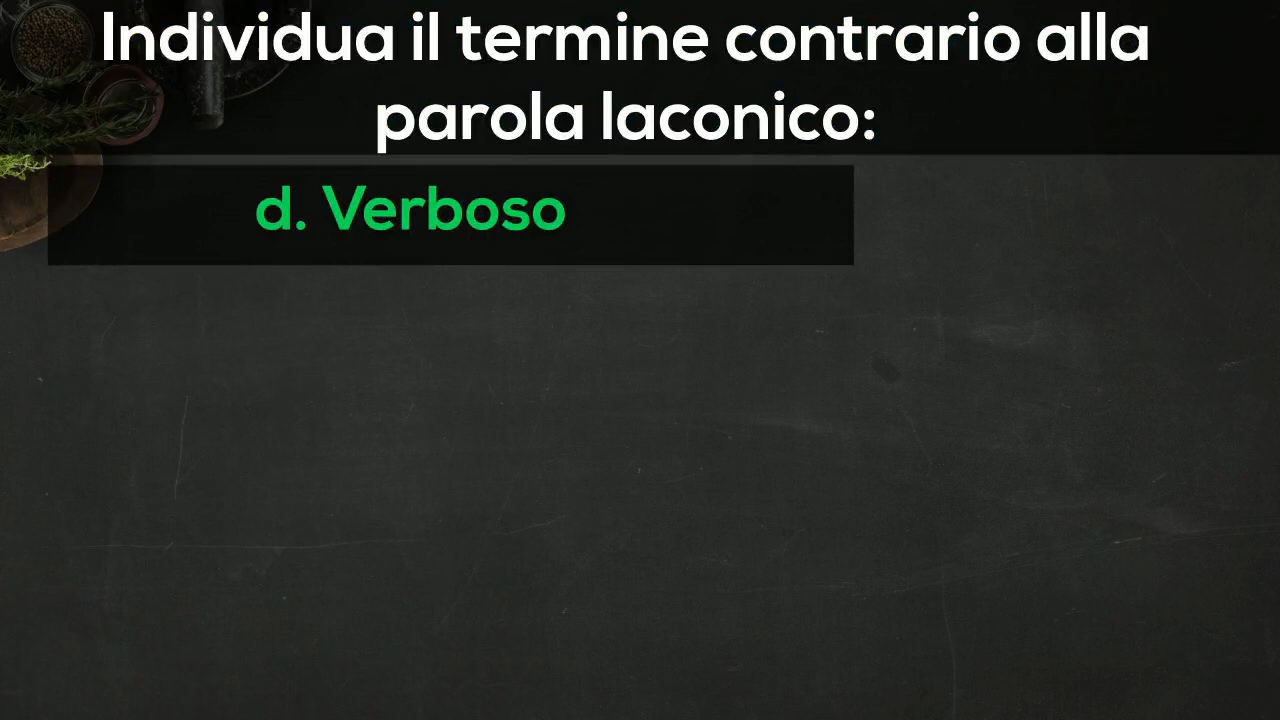 Individua il termine contrario alla
parola laconico:
d. Verboso